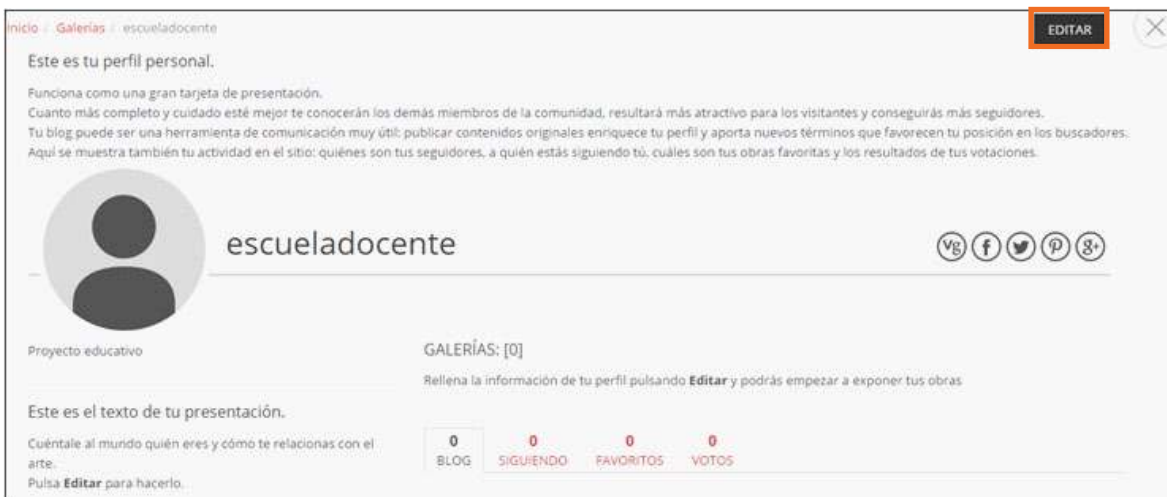 Inicio / Galerías / escueladocente
EDITAR
Este es tu perfil personal.
Funciona como una gran tarjeta de presentación.
Cuanto más completo y cuidado esté mejor te conocerán los demás miembros de la comunidad, resultará más atractivo para los visitantes y conseguirás más seguidores.
Tu blog puede ser una herramienta de comunicación muy útil: publicar contenidos originales enriquece tu perfil y aporta nuevos términos que favorecen tu posición en los buscadores.
Aquí se muestra también tu actividad en el sitio: quiénes son tus seguidores, a quién estás siguiendo tú, cuáles son tus obras favoritas y los resultados de tus votaciones.
escueladocente
Vg f P g+
Proyecto educativo
GALERÍAS: [0]
Rellena la información de tu perfil pulsando Editar y podrás empezar a exponer tus obras
Este es el texto de tu presentación.
Cuéntale al mundo quién eres y cómo te relacionas con el
arte.
Pulsa Editar para hacerlo.
0 0 0 0
BLOG SIGUIENDO FAVORITOS VOTOS